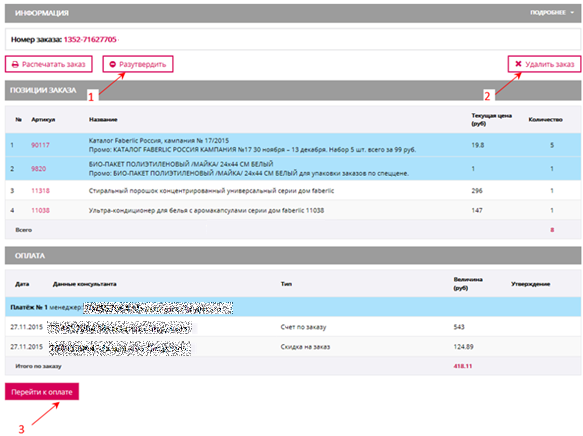 ИНФОРМАЦИЯ ПОДРОБНЕЕ
Номер заказа: 1352-71627705
Распечатать заказ Разутвердить Удалить заказ
1 2
ПОЗИЦИИ ЗАКАЗА
№ Артикул Название Текущая цена (руб) Количество
1 90117 Каталог Faberlic Россия, кампания № 17/2015 19.8 5
Промо: КАТАЛОГ FABERLIC РОССИЯ КАМПАНИЯ №17 30 ноября – 13 декабря. Набор 5 шт. всего за 99 руб.
2 9820 БИО-ПАКЕТ ПОЛИЭТИЛЕНОВЫЙ /МАЙКА/ 24х44 СМ БЕЛЫЙ 1 1
Промо: БИО-ПАКЕТ ПОЛИЭТИЛЕНОВЫЙ /МАЙКА/ 24х44 СМ БЕЛЫЙ для упаковки заказов по спеццене.
3 11318 Стиральный порошок концентрированный универсальный серии дом faberlic 296 1
4 11038 Ультра-кондиционер для белья с аромакапсулами серии дом faberlic 11038 147 1
Всего 8
ОПЛАТА
Дата Данные консультанта Тип Величина (руб) Утверждение
Платёж № 1 менеджер:
27.11.2015 Счет по заказу 543
27.11.2015 Скидка на заказ 124.89
Итого по заказу 418.11
Перейти к оплате
3